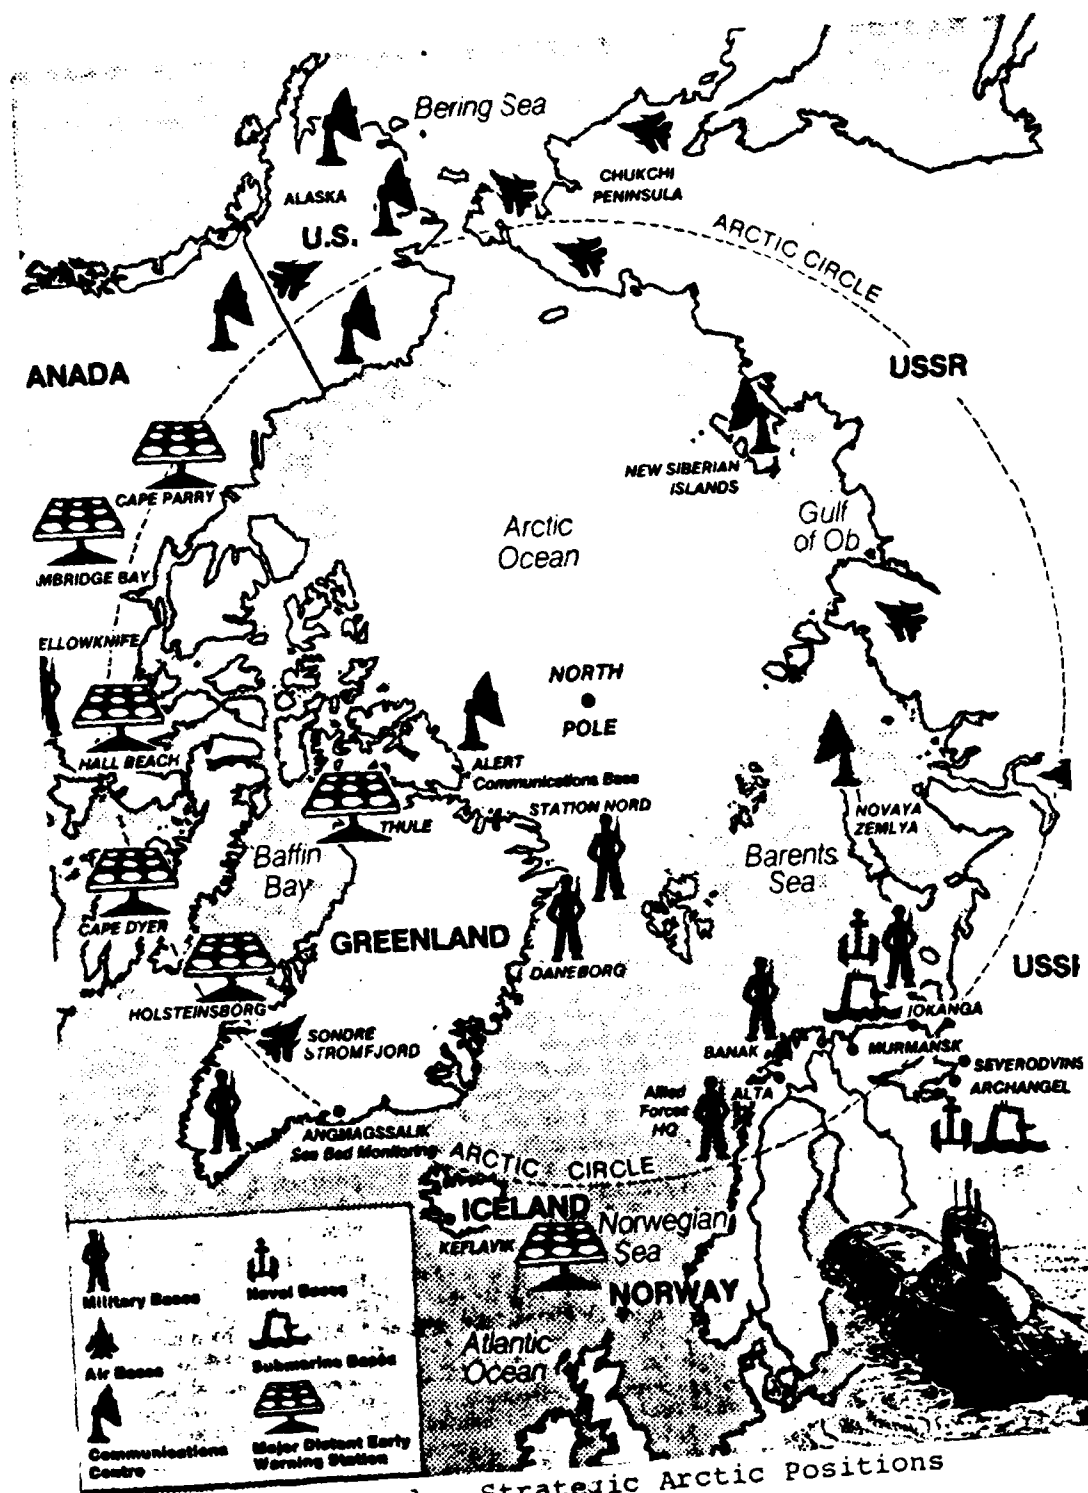 Bering Sea
ALASKA
U.S.
CHUKCHI
PENINSULA
ARCTIC CIRCLE
ANADA
USSR
CAPE PARRY
NEW SIBERIAN
ISLANDS
Arctic
Ocean
Gulf
of Ob
MBRIDGE BAY
ELLOWKNIFE
NORTH
POLE
HALL BEACH
ALERT
Communications Base
STATION NORD
THULE
NOVAYA
ZEMLYA
Baffin
Bay
Barents
Sea
CAPE DYER
GREENLAND
DANEBORG
USSI
HOLSTEINSBORG
IOKANGA
SONDRE
STROMFJORD
BANAK
MURMANSK
SEVERODVINS
ARCHANGEL
Allied
Forces
HQ
ALTA
ANGMAGSSALIK
Sea Bed Monitoring
ARCTIC CIRCLE
ICELAND
KEFLAVIK
Norwegian
Sea
NORWAY
Atlantic
Ocean
Military Bases
Naval Bases
Air Bases
Submarine Bases
Communications
Centre
Major Distant Early
Warning Station
Strategic Arctic Positions